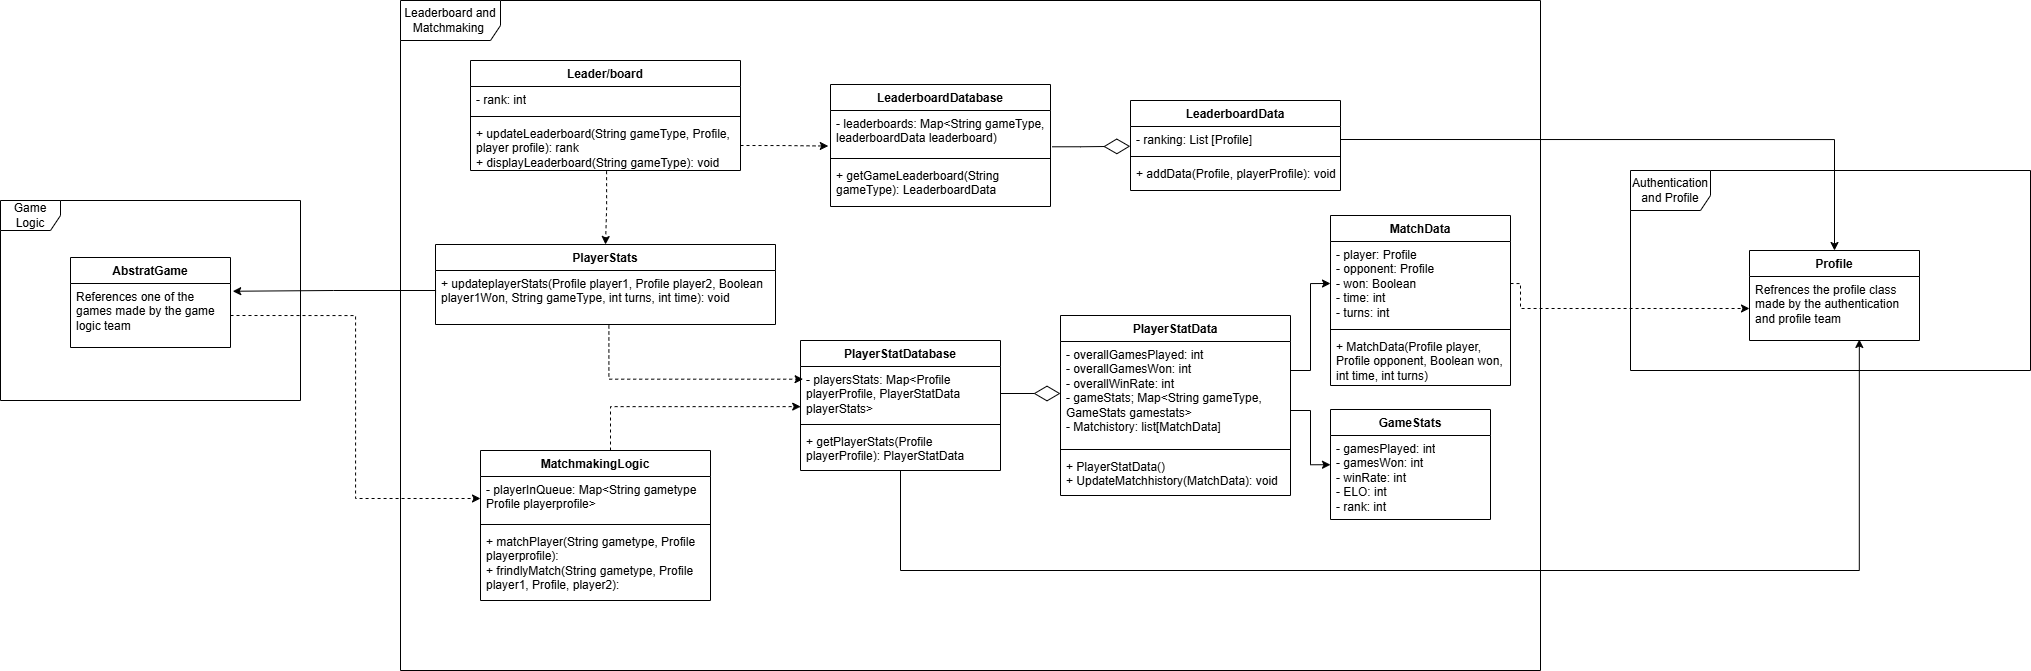 Leaderboard and
Matchmaking
Leader/board
- rank: int
+ updateLeaderboard(String gameType, Profile,
player profile): rank
+ displayLeaderboard(String gameType): void
LeaderboardDatabase
- leaderboards: Map<String gameType,
leaderboardData leaderboard)
+ getGameLeaderboard(String
gameType): LeaderboardData
LeaderboardData
- ranking: List [Profile]
+ addData(Profile, playerProfile): void
Game
Logic
AbstratGame
References one of the
games made by the game
logic team
PlayerStats
+ updateplayerStats(Profile player1, Profile player2, Boolean
player1Won, String gameType, int turns, int time): void
Authentication
and Profile
Profile
Refrences the profile class
made by the authentication
and profile team
MatchData
- player: Profile
- opponent: Profile
- won: Boolean
- time: int
- turns: int
+ MatchData(Profile player,
Profile opponent, Boolean won,
int time, int turns)
PlayerStatDatabase
- playersStats: Map<Profile
playerProfile, PlayerStatData
playerStats>
+ getPlayerStats(Profile
playerProfile): PlayerStatData
PlayerStatData
- overallGamesPlayed: int
- overallGamesWon: int
- overallWinRate: int
- gameStats; Map<String gameType,
GameStats gamestats>
- Matchistory: list[MatchData]
+ PlayerStatData()
+ UpdateMatchhistory(MatchData): void
GameStats
- gamesPlayed: int
- gamesWon: int
- winRate: int
- ELO: int
- rank: int
MatchmakingLogic
- playerInQueue: Map<String gametype
Profile playerprofile>
+ matchPlayer(String gametype, Profile
playerprofile):
+ frindlyMatch(String gametype, Profile
player1, Profile, player2):